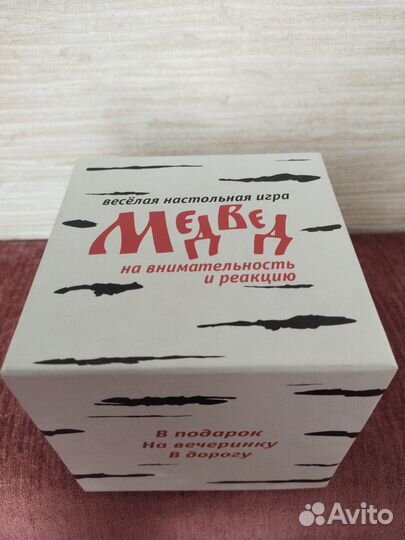 весёлая настольная игра
МЕДВЕД
на внимательность
и реакцию
В подарок
На вечеринку
В дорогу
Avito